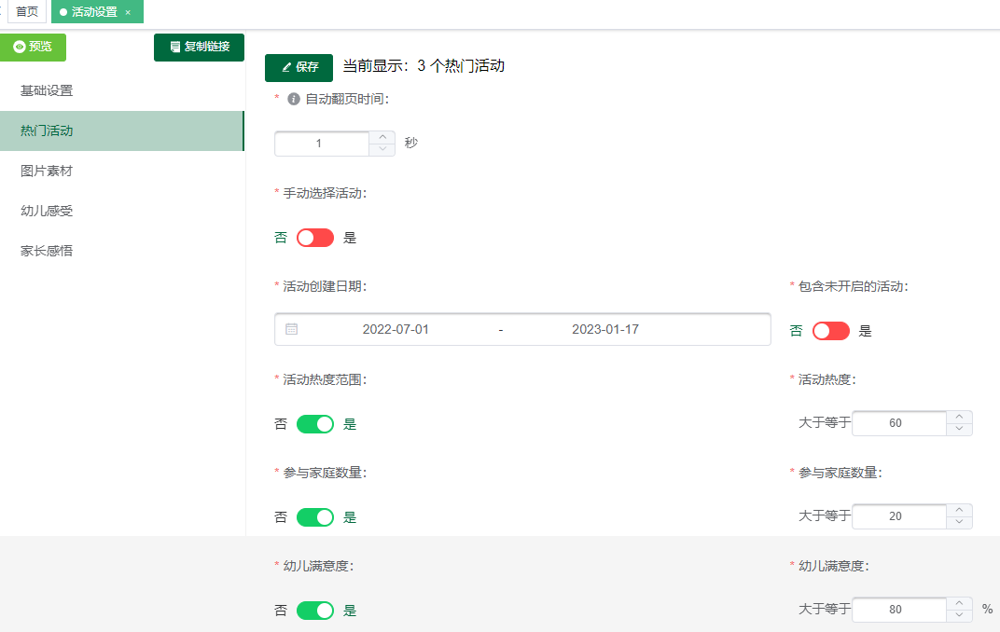 首页
活动设置 ×
预览
复制链接
基础设置
热门活动
图片素材
幼儿感受
家长感悟
保存 当前显示：3 个热门活动
* 自动翻页时间：
1 秒
* 手动选择活动：
否 是
* 活动创建日期：
* 包含未开启的活动：
2022-07-01 - 2023-01-17
否 是
* 活动热度范围：
* 活动热度：
否 是
大于等于 60
* 参与家庭数量：
* 参与家庭数量：
否 是
大于等于 20
* 幼儿满意度：
* 幼儿满意度：
否 是
大于等于 80 %